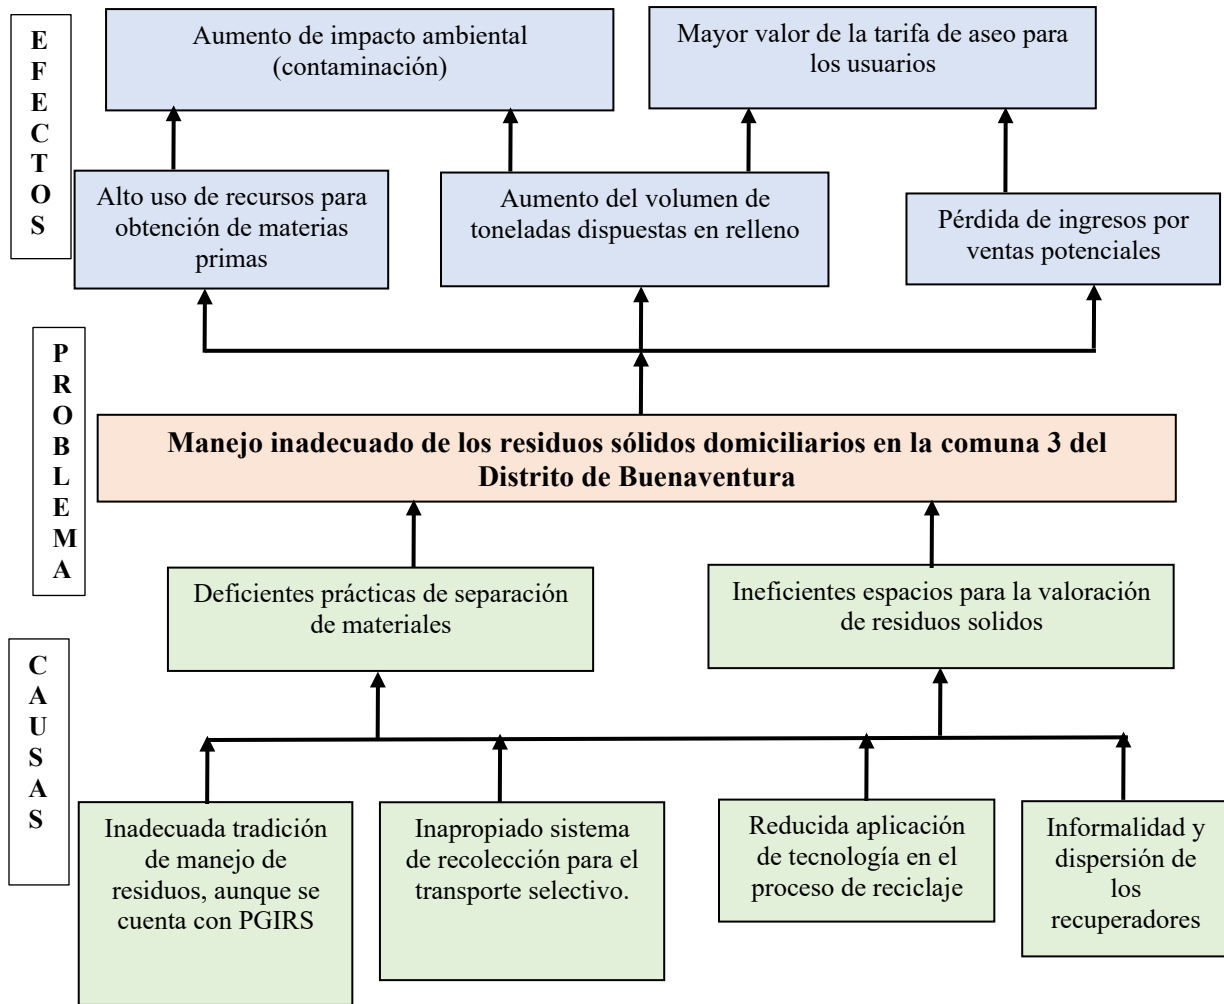 EFECTOS
Aumento de impacto ambiental
(contaminación)
Mayor valor de la tarifa de aseo para
los usuarios
Alto uso de recursos para
obtención de materias
primas
Aumento del volumen de
toneladas dispuestas en relleno
Pérdida de ingresos por
ventas potenciales
PROBLEMA
Manejo inadecuado de los residuos sólidos domiciliarios en la comuna 3 del
Distrito de Buenaventura
Deficientes prácticas de separación
de materiales
Ineficientes espacios para la valoración
de residuos solidos
CAUSAS
Inadecuada tradición
de manejo de
residuos, aunque se
cuenta con PGIRS
Inapropiado sistema
de recolección para el
transporte selectivo.
Reducida aplicación
de tecnología en el
proceso de reciclaje
Informalidad y
dispersión de
los
recuperadores